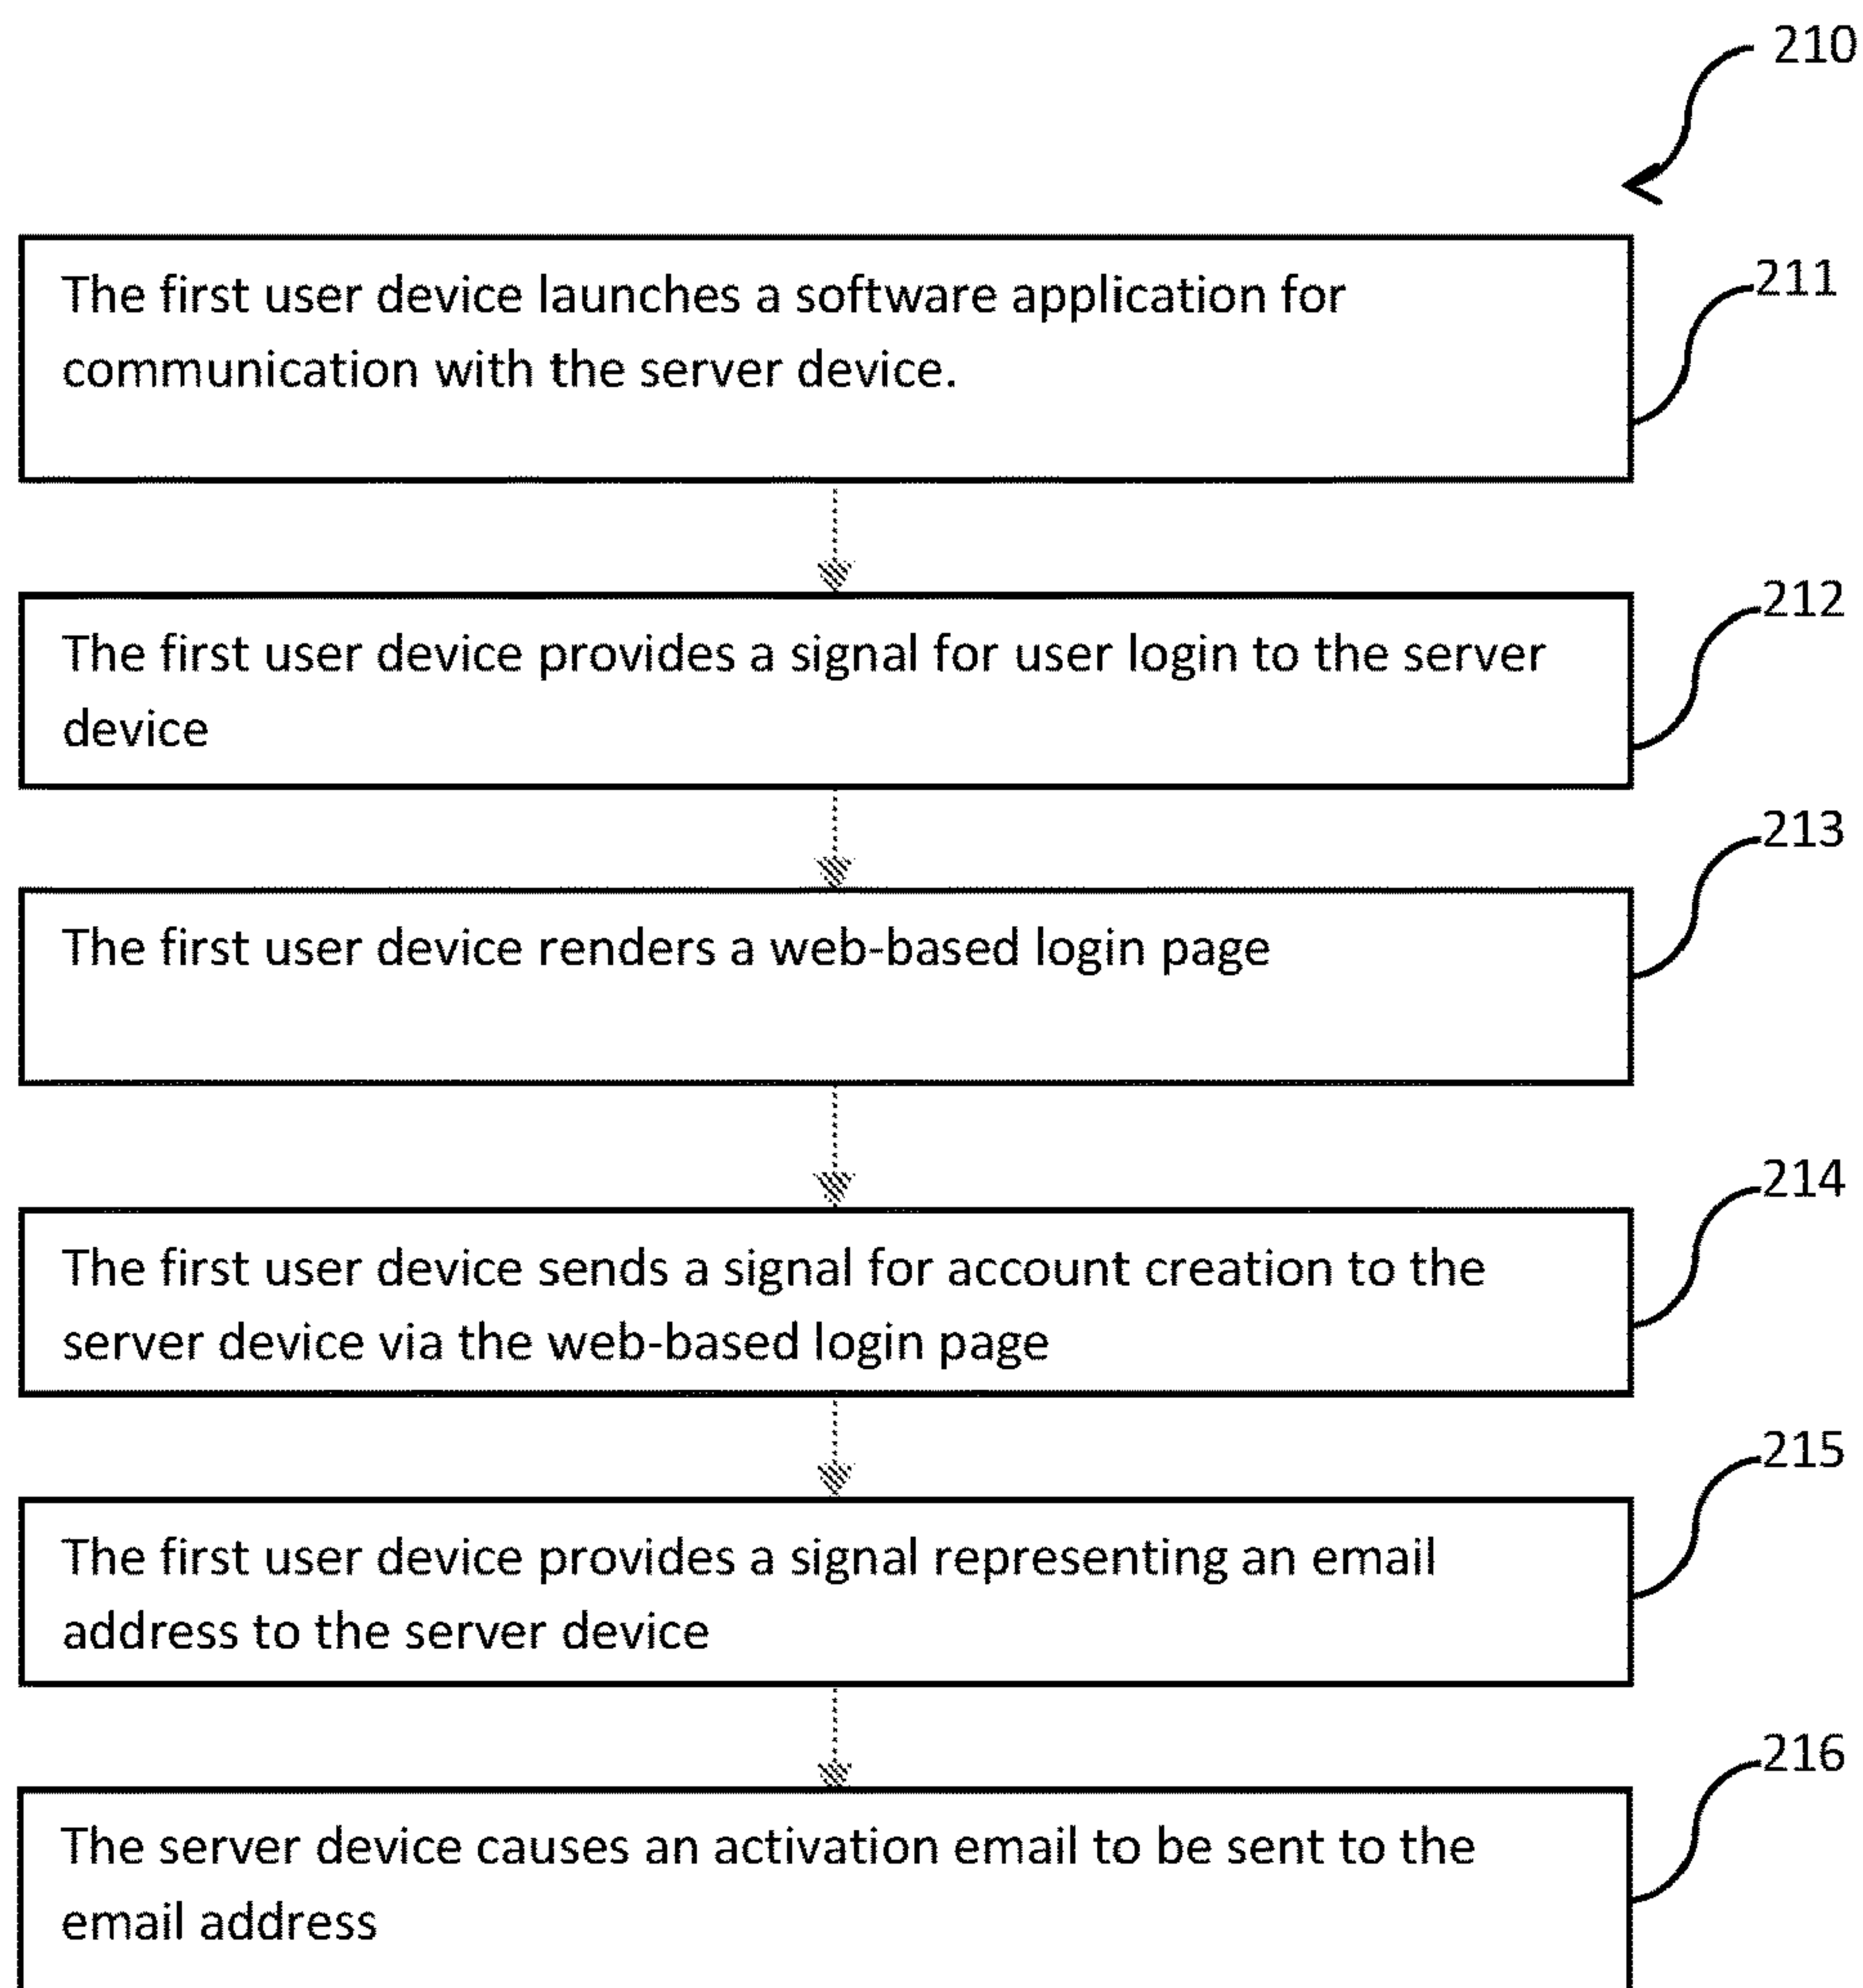 210
The first user device launches a software application for
communication with the server device.
211
The first user device provides a signal for user login to the server
device
212
The first user device renders a web-based login page
213
The first user device sends a signal for account creation to the
server device via the web-based login page
214
The first user device provides a signal representing an email
address to the server device
215
The server device causes an activation email to be sent to the
email address
216